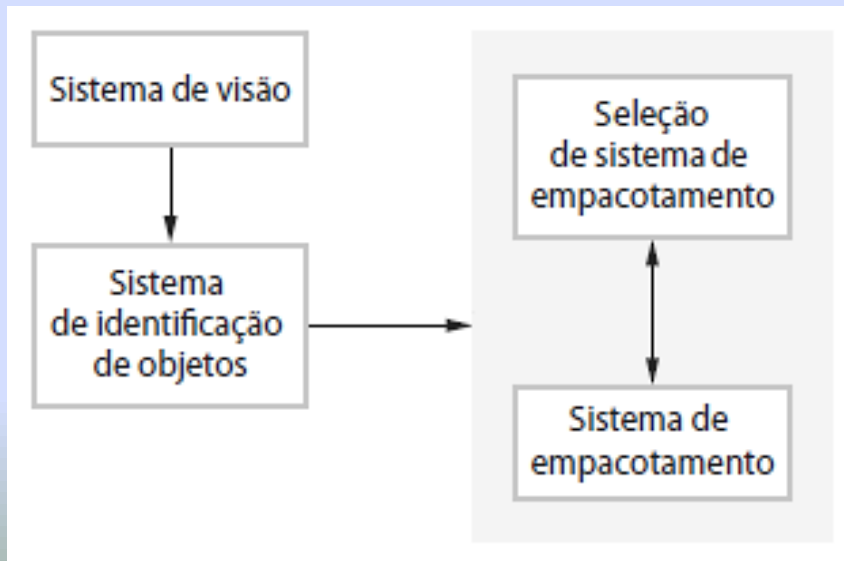 Sistema de visão
Sistema
de identificação
de objetos
Seleção
de sistema de
empacotamento
Sistema de
empacotamento